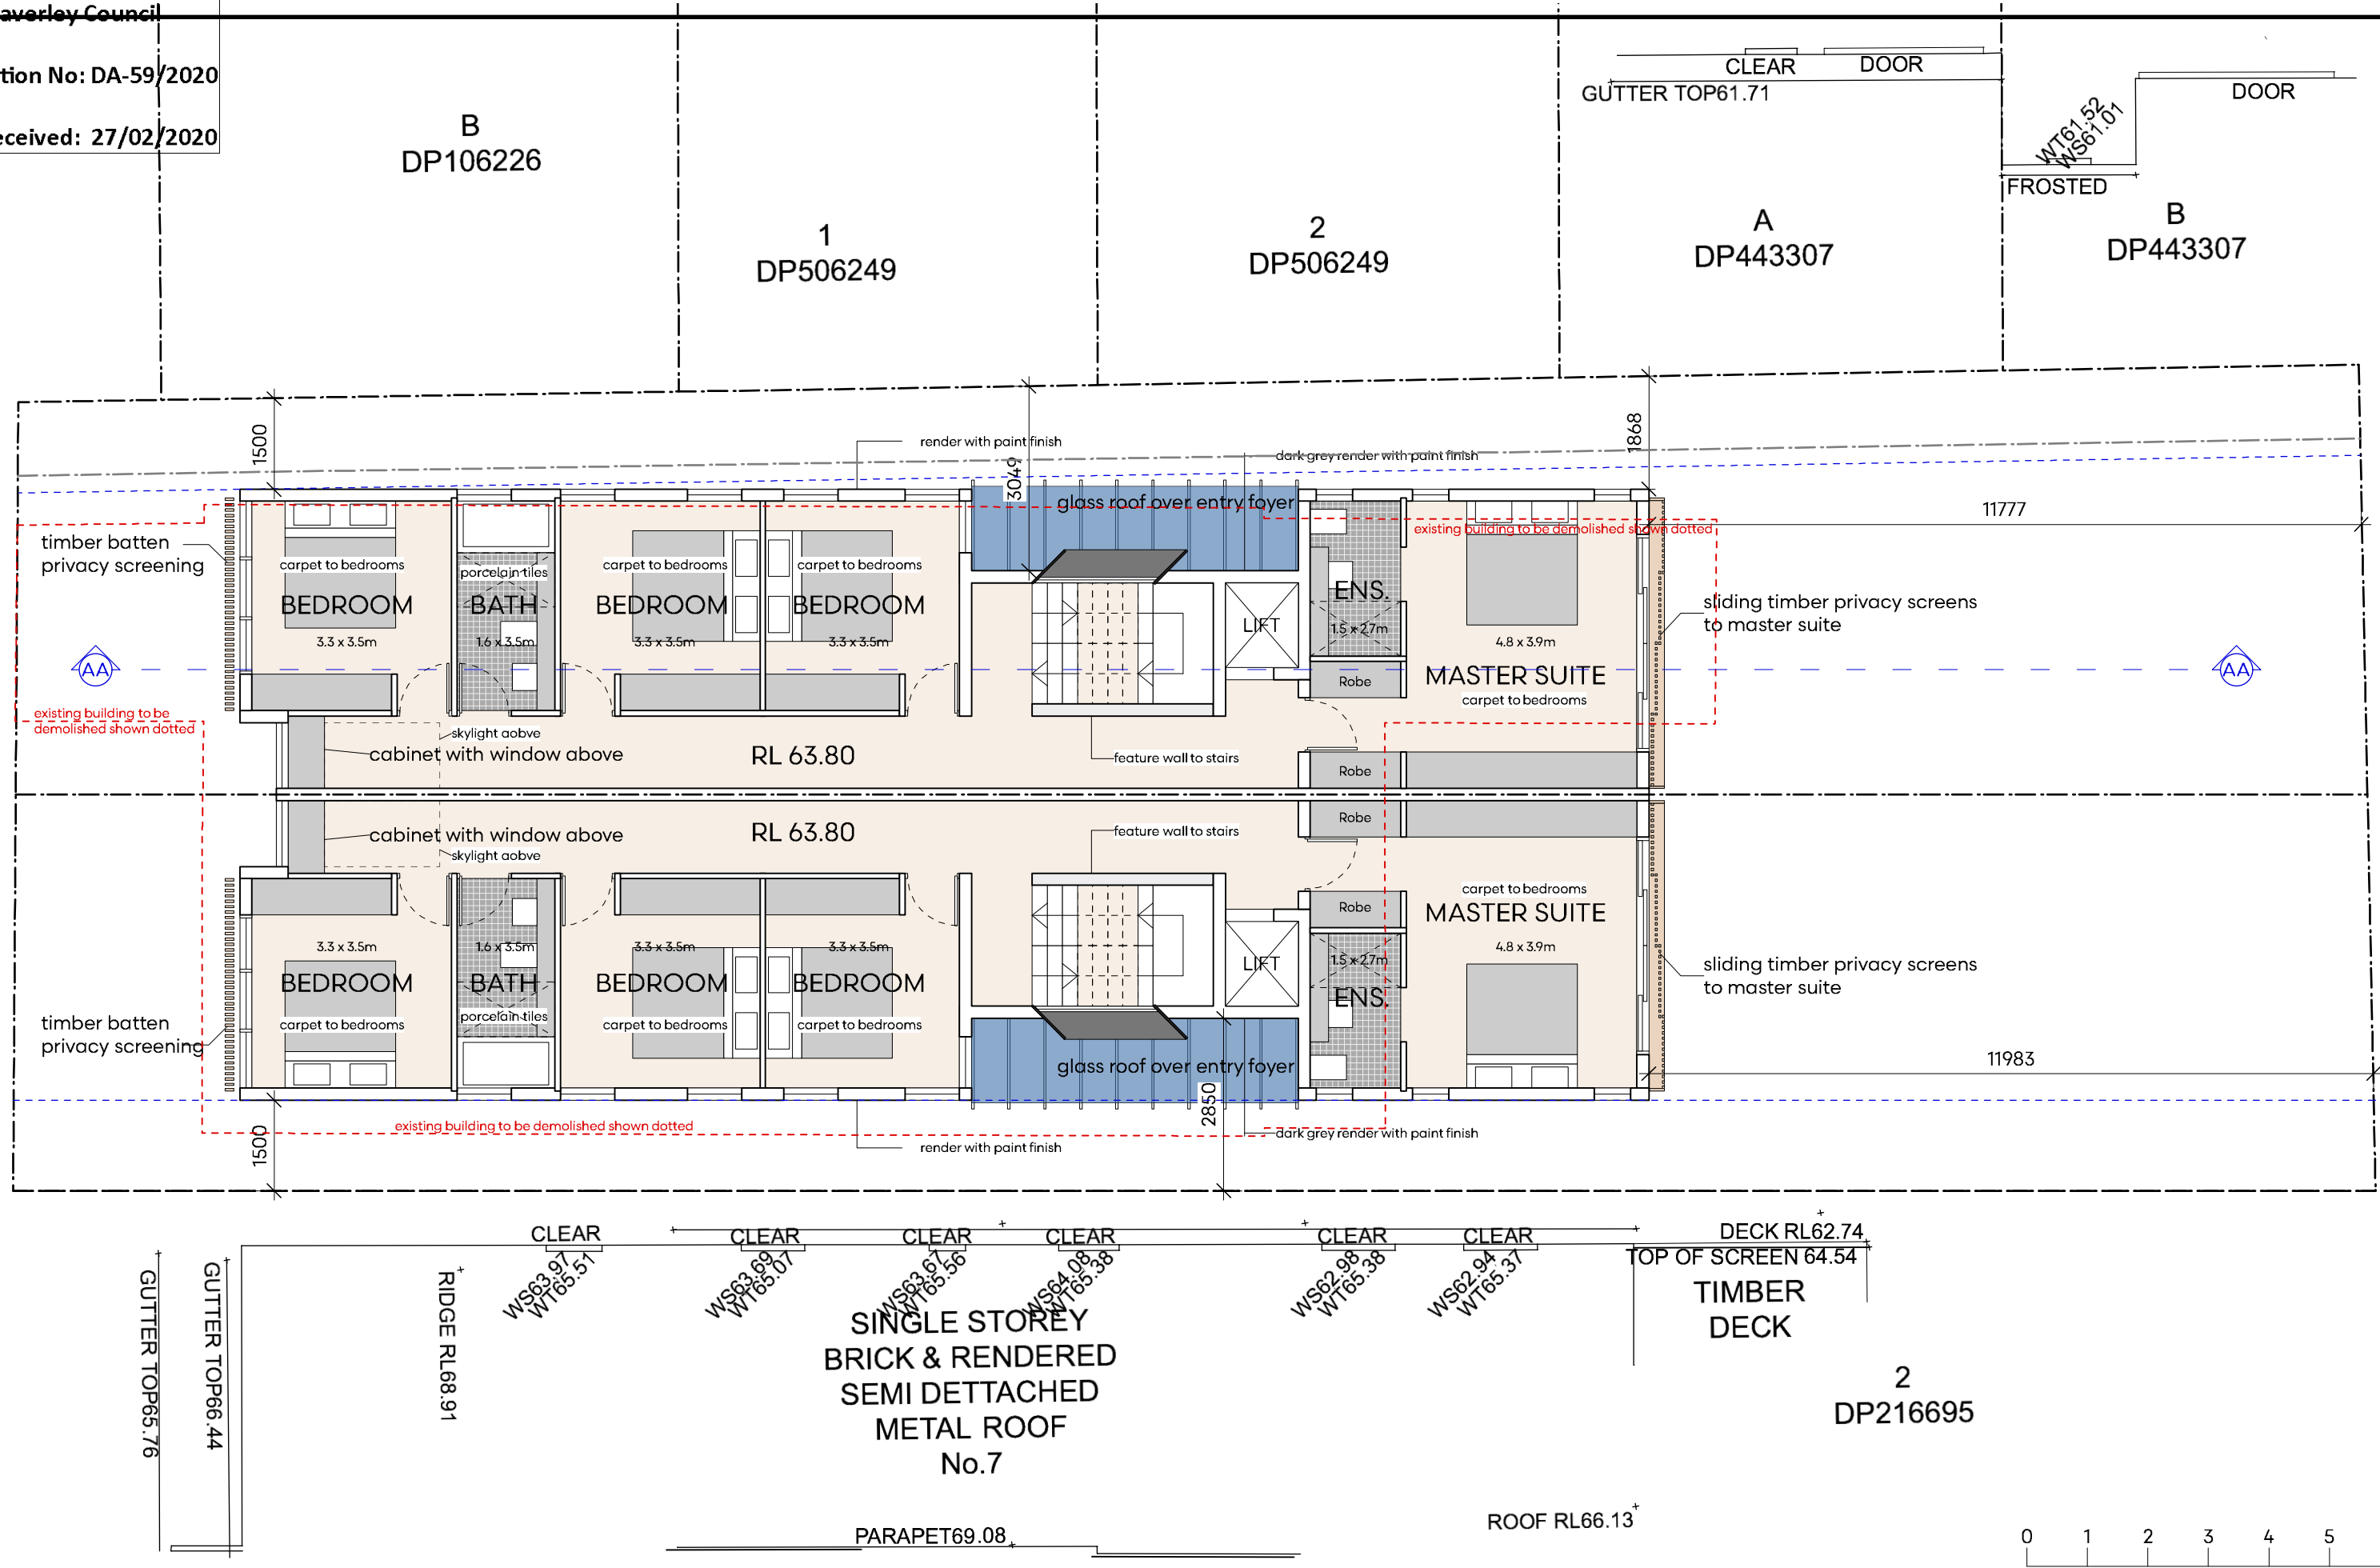 averley Council
tion No: DA-59/2020
eceived: 27/02/2020
B
DP106226
1
DP506249
2
DP506249
A
DP443307
B
DP443307
CLEAR
DOOR
GUTTER TOP61.71
DOOR
WT61.52
WS61.01
FROSTED
1500
3049
1868
render with paint finish
dark grey render with paint finish
glass roof over entry foyer
11777
existing building to be demolished shown dotted
timber batten
privacy screening
carpet to bedrooms
BEDROOM
3.3 x 3.5m
porcelain tiles
BATH
1.6 x 3.5m
carpet to bedrooms
BEDROOM
3.3 x 3.5m
carpet to bedrooms
BEDROOM
3.3 x 3.5m
LIFT
ENS.
1.5 x 2.7m
Robe
4.8 x 3.9m
MASTER SUITE
carpet to bedrooms
sliding timber privacy screens
to master suite
AA
AA
existing building to be
demolished shown dotted
skylight aobve
cabinet with window above
RL 63.80
feature wall to stairs
Robe
Robe
cabinet with window above
RL 63.80
feature wall to stairs
skylight aobve
Robe
carpet to bedrooms
MASTER SUITE
4.8 x 3.9m
3.3 x 3.5m
BEDROOM
carpet to bedrooms
1.6 x 3.5m
BATH
porcelain tiles
3.3 x 3.5m
BEDROOM
carpet to bedrooms
3.3 x 3.5m
BEDROOM
carpet to bedrooms
LIFT
1.5 x 2.7m
ENS.
sliding timber privacy screens
to master suite
timber batten
privacy screening
glass roof over entry foyer
11983
2850
1500
existing building to be demolished shown dotted
dark grey render with paint finish
render with paint finish
CLEAR
CLEAR
CLEAR
CLEAR
CLEAR
CLEAR
WS63.97
WT65.51
WS63.69
WT65.07
WS63.67
WT65.56
WS64.08
WT65.38
WS62.98
WT65.38
WS62.94
WT65.37
DECK RL62.74
TOP OF SCREEN 64.54
TIMBER
DECK
GUTTER TOP65.76
GUTTER TOP66.44
RIDGE RL68.91
SINGLE STOREY
BRICK & RENDERED
SEMI DETTACHED
METAL ROOF
No.7
2
DP216695
PARAPET69.08
ROOF RL66.13
0 1 2 3 4 5